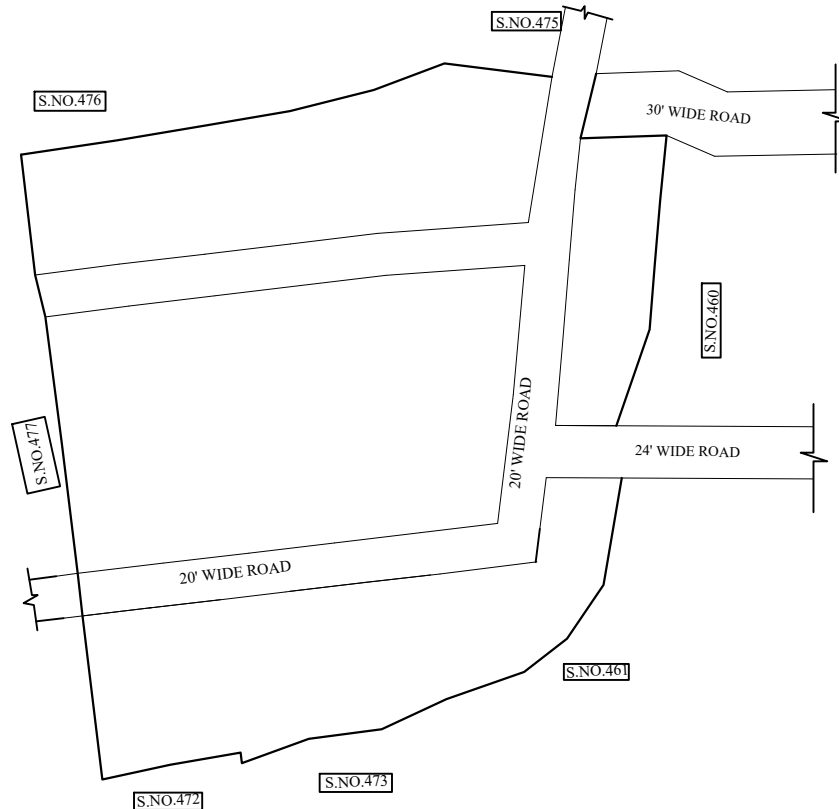 S.NO.475
S.NO.476
30' WIDE ROAD
S.NO.460
20' WIDE ROAD
S.NO.477
24' WIDE ROAD
20' WIDE ROAD
S.NO.461
S.NO.473
S.NO.472